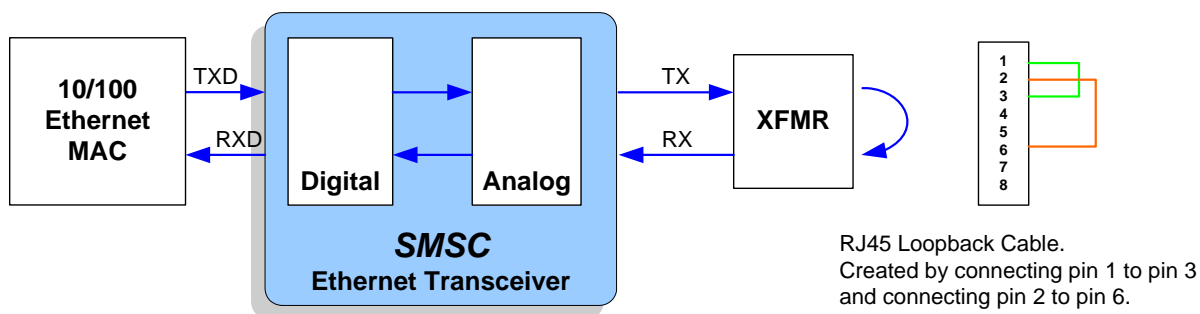 10/100
Ethernet
MAC
TXD
RXD
Digital
Analog
SMSC
Ethernet Transceiver
TX
RX
XFMR
1
2
3
4
5
6
7
8
RJ45 Loopback Cable.
Created by connecting pin 1 to pin 3
and connecting pin 2 to pin 6.